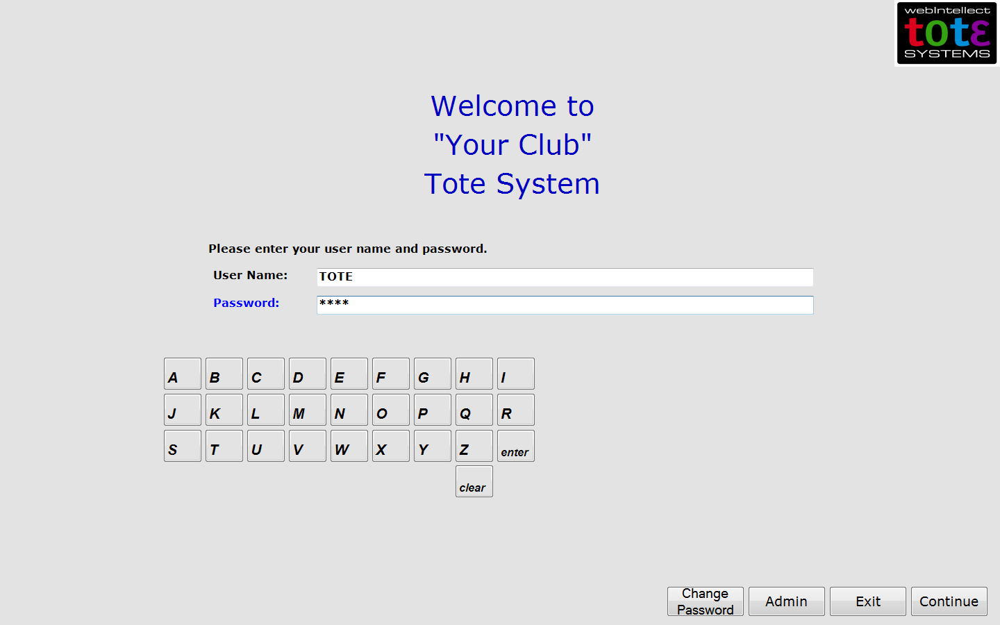 webIntellect
totε
SYSTEMS
Welcome to
"Your Club"
Tote System
Please enter your user name and password.
User Name: TOTE
Password: ****
A B C D E F G H I
J K L M N O P Q R
S T U V W X Y Z enter
clear
Change
Password
Admin Exit Continue